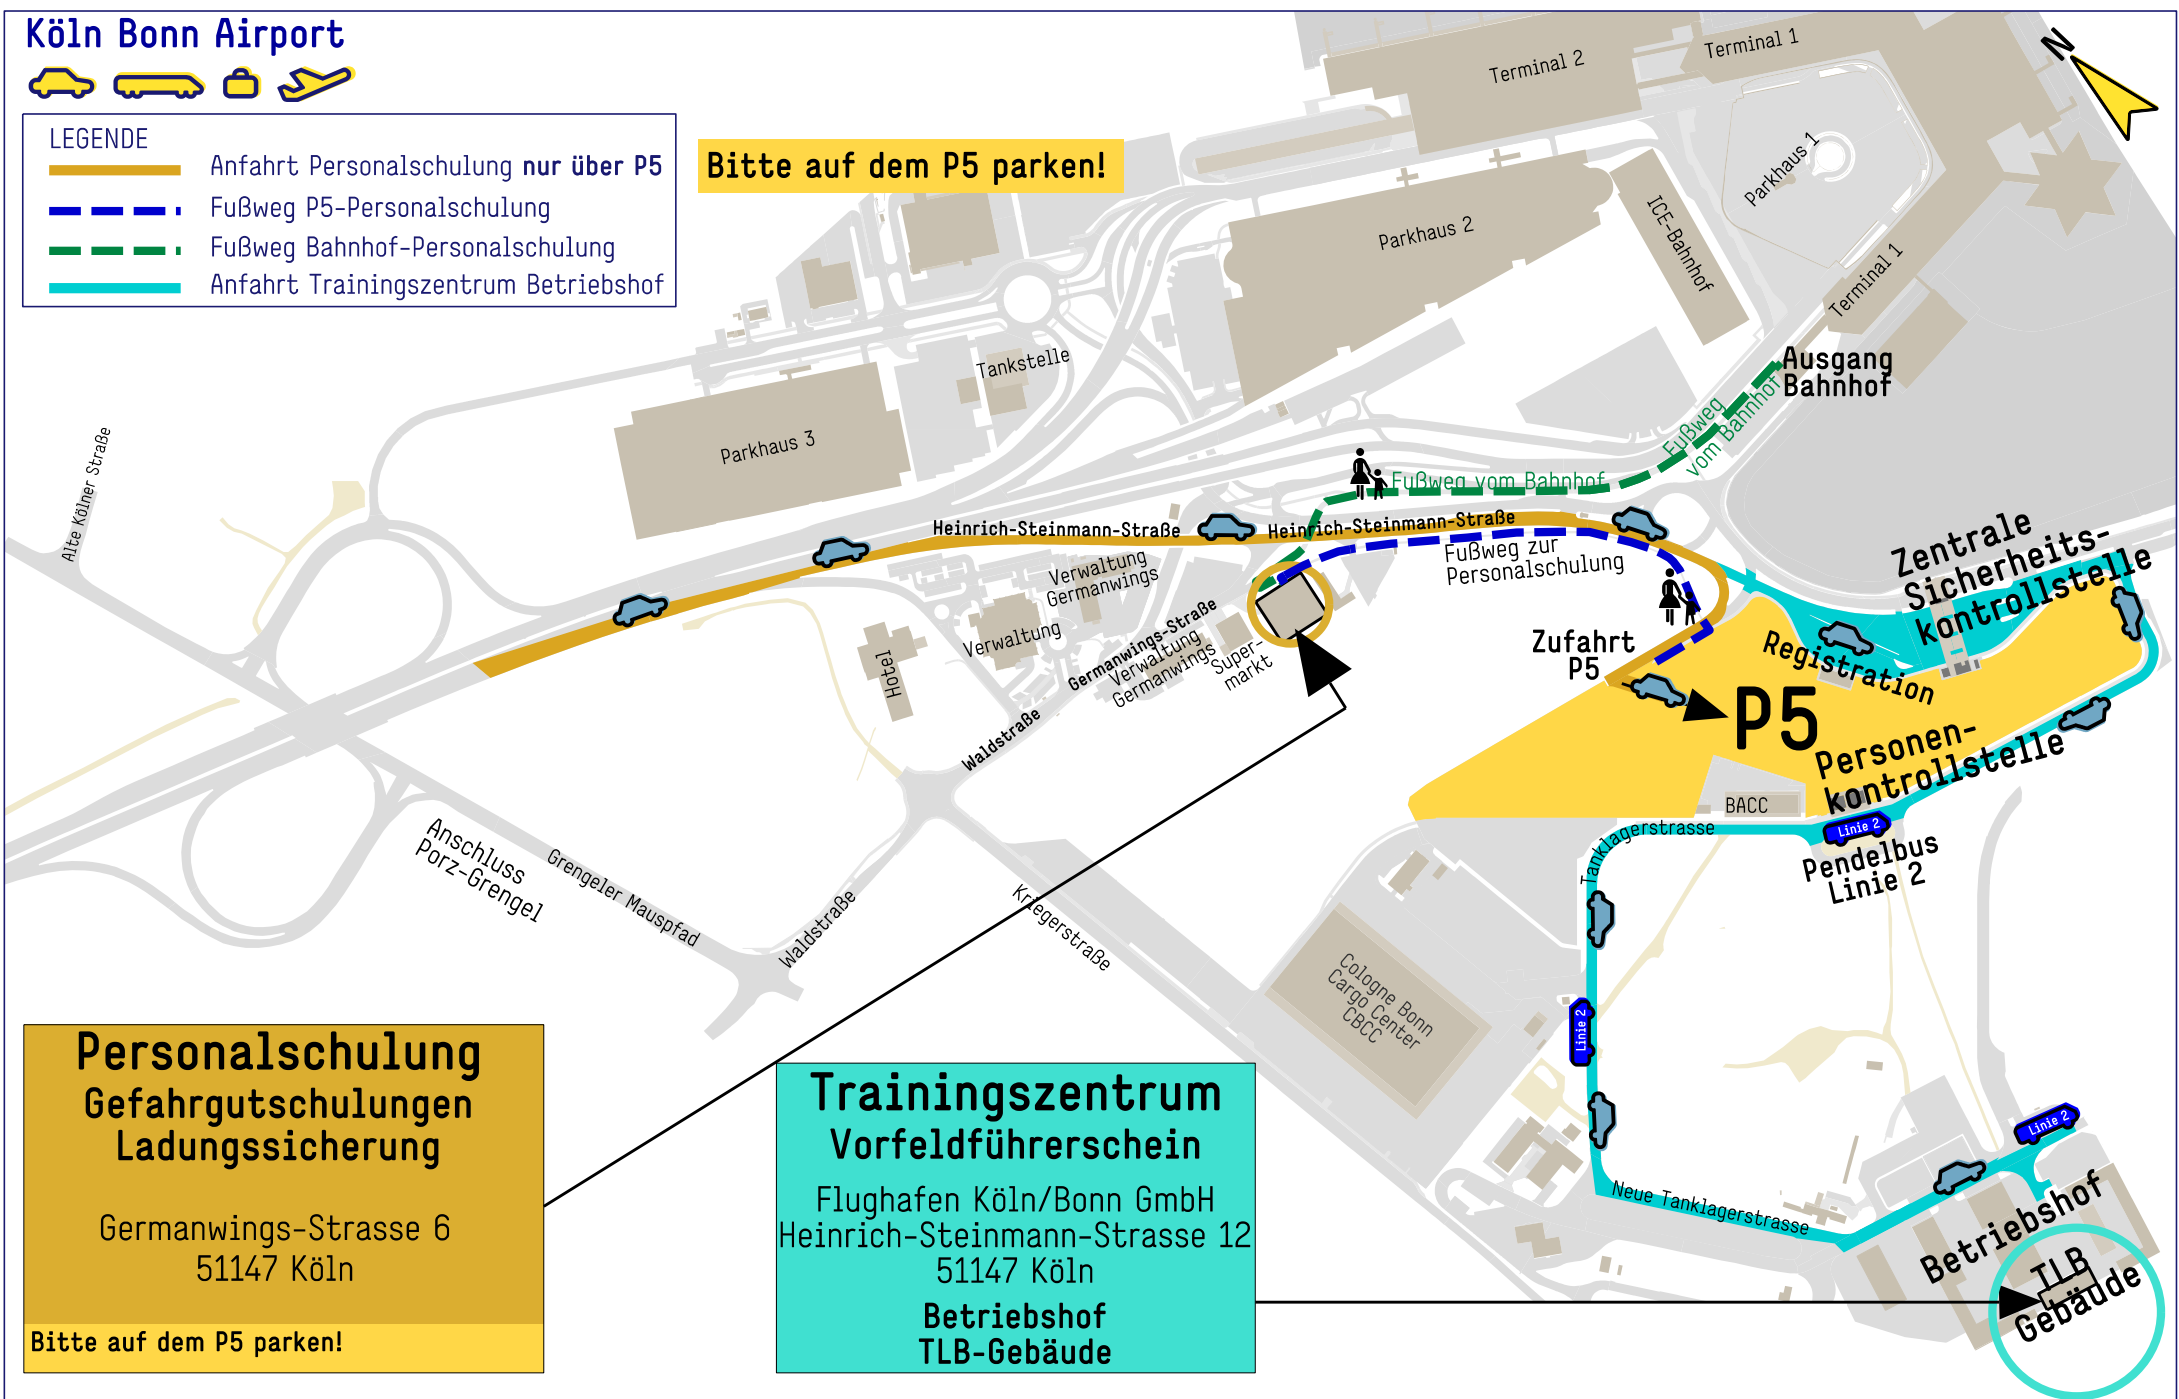 Köln Bonn Airport
LEGENDE
Anfahrt Personalschulung nur über P5
Fußweg P5-Personalschulung
Fußweg Bahnhof-Personalschulung
Anfahrt Trainingszentrum Betriebshof
Bitte auf dem P5 parken!
N
Terminal 2
Terminal 1
Parkhaus 1
Parkhaus 2
ICE-Bahnhof
Terminal 1
Tankstelle
Parkhaus 3
Ausgang
Bahnhof
Fußweg
vom Bahnhof
Fußweg vom Bahnhof
Alte Kölner Straße
Heinrich-Steinmann-Straße
Heinrich-Steinmann-Straße
Fußweg zur
Personalschulung
Verwaltung
Germanwings
Verwaltung
Hotel
Germanwings-Straße
Verwaltung
Germanwings
Super-
markt
Waldstraße
Zufahrt
P5
P5
Zentrale
Sicherheits-
kontrollstelle
Registration
Personen-
kontrollstelle
BACC
Linie 2
Pendelbus
Linie 2
Tanklagerstrasse
Anschluss
Porz-Grengel
Grengeler Mauspfad
Waldstraße
Kriegerstraße
Cologne Bonn
Cargo Center
CBCC
Linie 2
Linie 2
Neue Tanklagerstrasse
Betriebshof
TLB
Gebäude
Personalschulung
Gefahrgutschulungen
Ladungssicherung
Germanwings-Strasse 6
51147 Köln
Bitte auf dem P5 parken!
Trainingszentrum
Vorfeldführerschein
Flughafen Köln/Bonn GmbH
Heinrich-Steinmann-Strasse 12
51147 Köln
Betriebshof
TLB-Gebäude